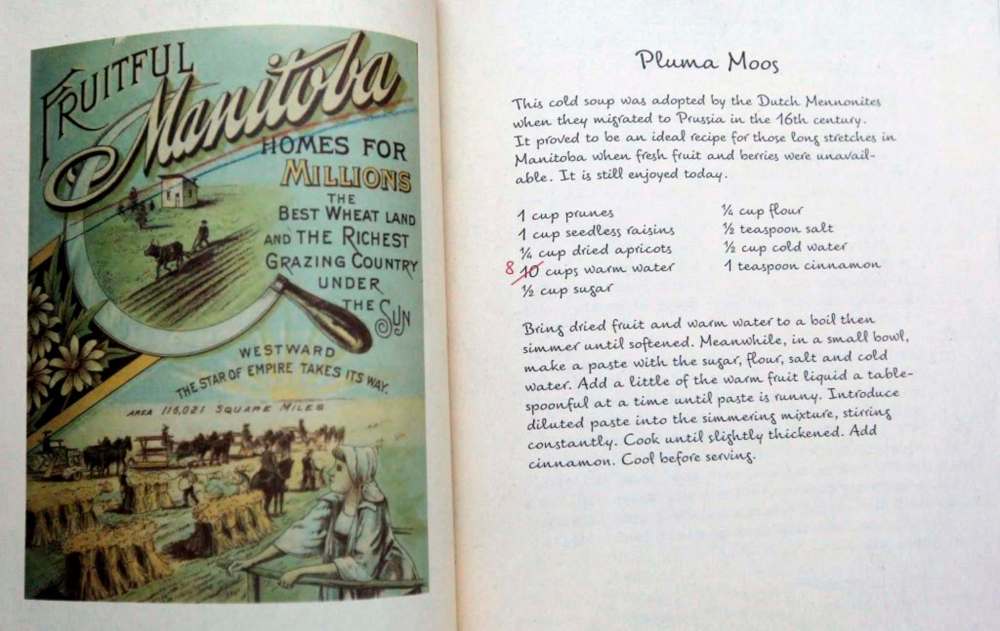 FRUITFUL
Manitoba
HOMES FOR
MILLIONS
THE
BEST WHEAT LAND
AND THE RICHEST
GRAZING COUNTRY
UNDER
THE SUN
WESTWARD
THE STAR OF EMPIRE TAKES ITS WAY.
AREA 116,021 SQUARE MILES
Pluma Moos
This cold soup was adopted by the Dutch Mennonites
when they migrated to Prussia in the 16th century.
It proved to be an ideal recipe for those long stretches in
Manitoba when fresh fruit and berries were unavail-
able. It is still enjoyed today.
1 cup prunes
1 cup seedless raisins
¼ cup dried apricots
8 10 cups warm water
½ cup sugar
¼ cup flour
½ teaspoon salt
½ cup cold water
1 teaspoon cinnamon
Bring dried fruit and warm water to a boil then
simmer until softened. Meanwhile, in a small bowl,
make a paste with the sugar, flour, salt and cold
water. Add a little of the warm fruit liquid a table-
spoonful at a time until paste is runny. Introduce
diluted paste into the simmering mixture, stirring
constantly. Cook until slightly thickened. Add
cinnamon. Cool before serving.